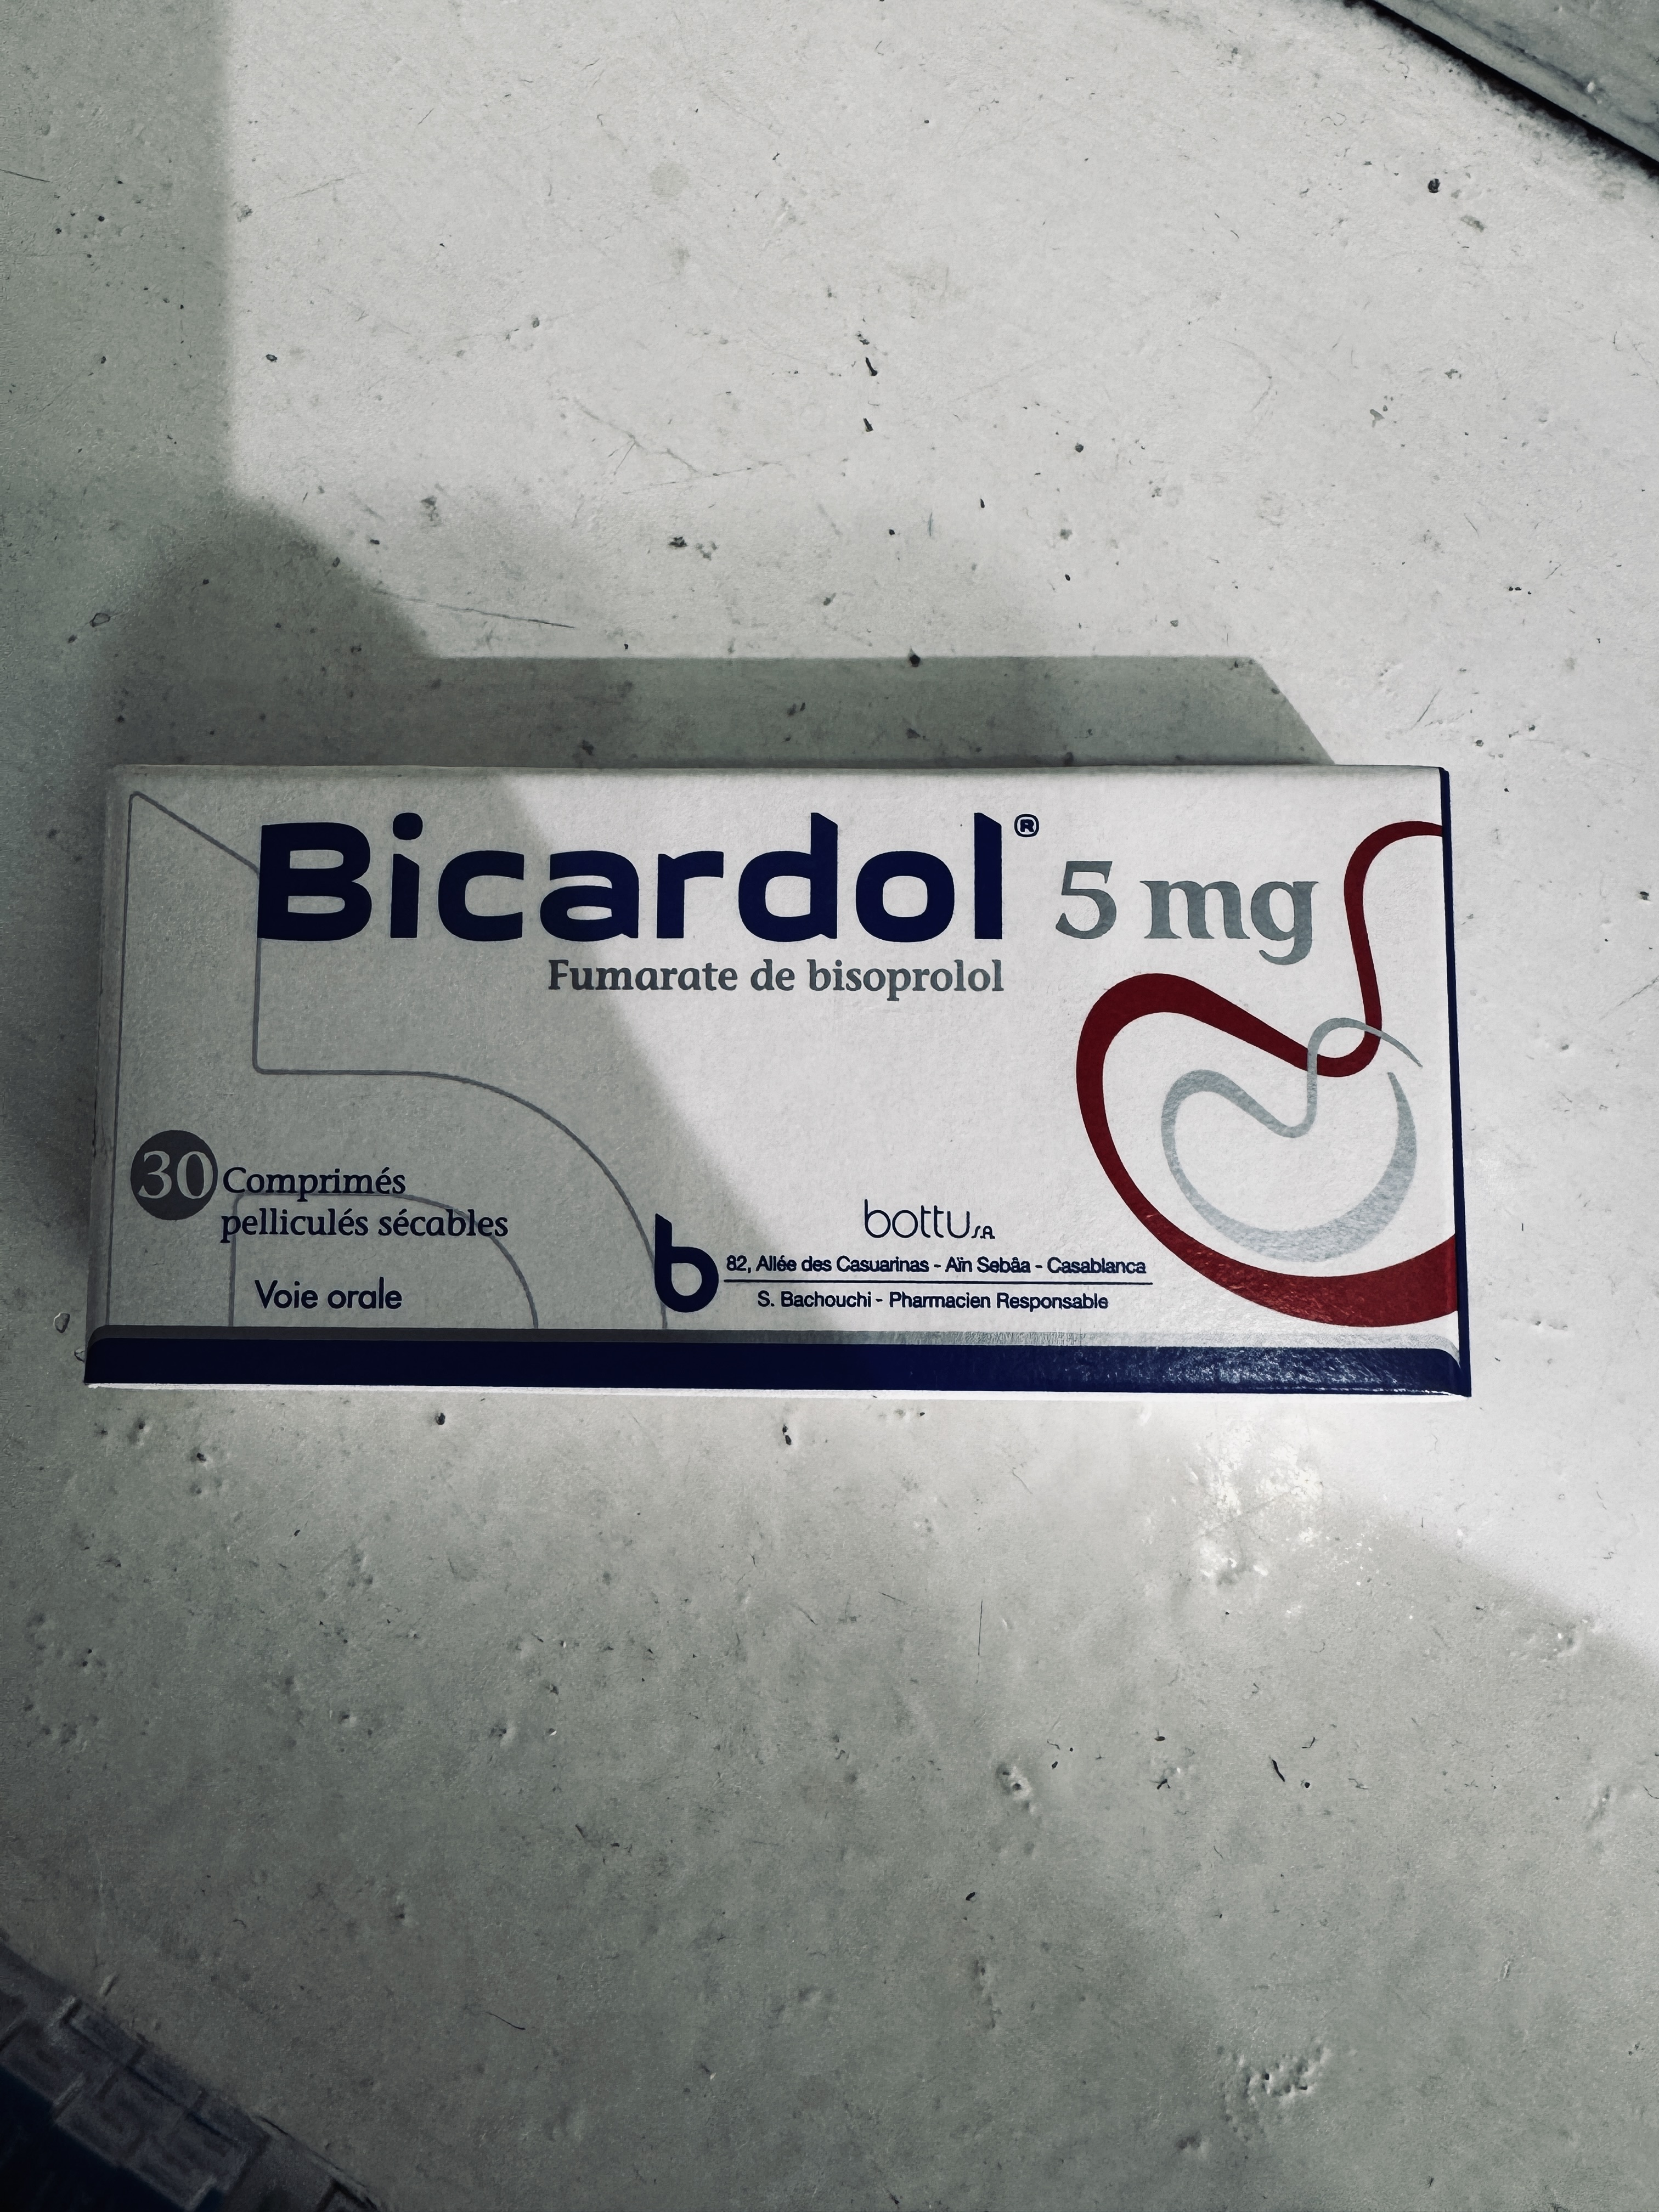 Bicardol® 5 mg
Fumarate de bisoprolol
30 Comprimés
pelliculés sécables
Voie orale
b
bottu S.A.
82, Allée des Casuarinas - Aïn Sebâa - Casablanca
S. Bachouchi - Pharmacien Responsable